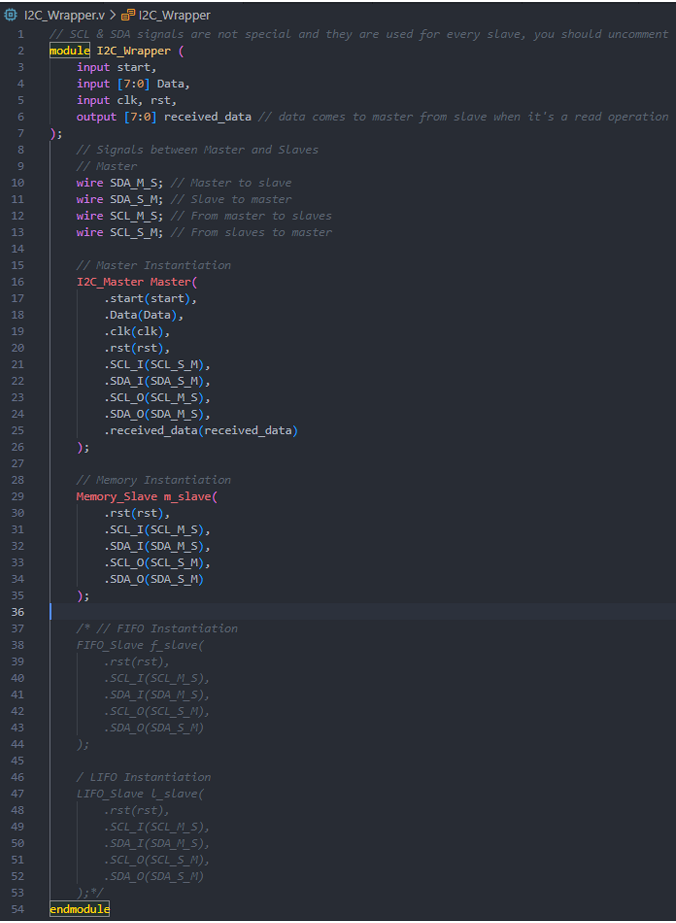 I2C_Wrapper.v > I2C_Wrapper
1 // SCL & SDA signals are not special and they are used for every slave, you should uncomment
2 module I2C_Wrapper (
3 input start,
4 input [7:0] Data,
5 input clk, rst,
6 output [7:0] received_data // data comes to master from slave when it's a read operation
7 );
8 // Signals between Master and Slaves
9 // Master
10 wire SDA_M_S; // Master to slave
11 wire SDA_S_M; // Slave to master
12 wire SCL_M_S; // From master to slaves
13 wire SCL_S_M; // From slaves to master
14
15 // Master Instantiation
16 I2C_Master Master(
17 .start(start),
18 .Data(Data),
19 .clk(clk),
20 .rst(rst),
21 .SCL_I(SCL_S_M),
22 .SDA_I(SDA_S_M),
23 .SCL_O(SCL_M_S),
24 .SDA_O(SDA_M_S),
25 .received_data(received_data)
26 );
27
28 // Memory Instantiation
29 Memory_Slave m_slave(
30 .rst(rst),
31 .SCL_I(SCL_M_S),
32 .SDA_I(SDA_M_S),
33 .SCL_O(SCL_S_M),
34 .SDA_O(SDA_S_M)
35 );
36
37 /* // FIFO Instantiation
38 FIFO_Slave f_slave(
39 .rst(rst),
40 .SCL_I(SCL_M_S),
41 .SDA_I(SDA_M_S),
42 .SCL_O(SCL_S_M),
43 .SDA_O(SDA_S_M)
44 );
45
46 / LIFO Instantiation
47 LIFO_Slave l_slave(
48 .rst(rst),
49 .SCL_I(SCL_M_S),
50 .SDA_I(SDA_M_S),
51 .SCL_O(SCL_S_M),
52 .SDA_O(SDA_S_M)
53 );*/
54 endmodule